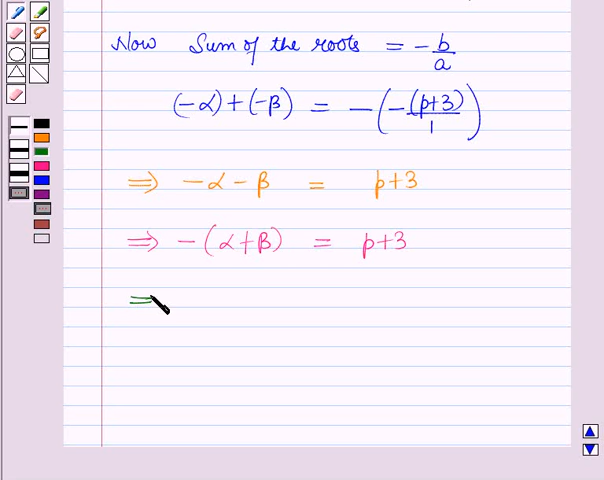 Now Sum of the roots = -b/a
(-α)+(-β) = -(-(p+3)/1)
⇒ -α-β = p+3
⇒ -(α+β) = p+3
⇒